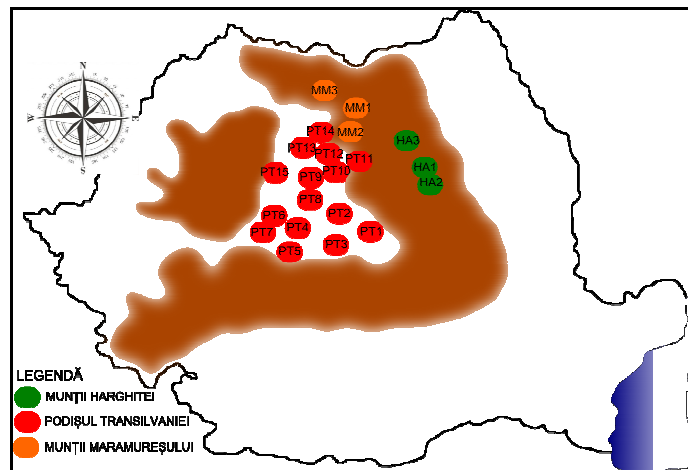 N
W
E
S
MM3
MM1
MM2
PT14
PT13
PT12
PT11
PT10
PT15
PT9
PT8
PT2
PT6
PT4
PT7
PT1
PT3
PT5
HA3
HA1
HA2
LEGENDĂ
MUNȚII HARGHITEI
PODIȘUL TRANSILVANIEI
MUNȚII MARAMUREȘULUI